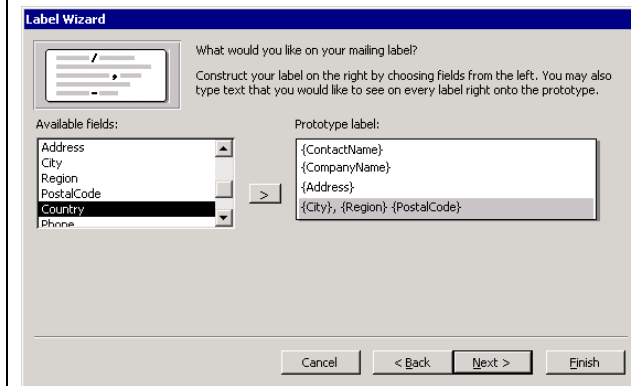 Label Wizard
What would you like on your mailing label?
Construct your label on the right by choosing fields from the left. You may also
type text that you would like to see on every label right onto the prototype.
Available fields:
Address
City
Region
PostalCode
Country
Phone
>
Prototype label:
{ContactName}
{CompanyName}
{Address}
{City}, {Region} {PostalCode}
Cancel
< Back
Next >
Finish